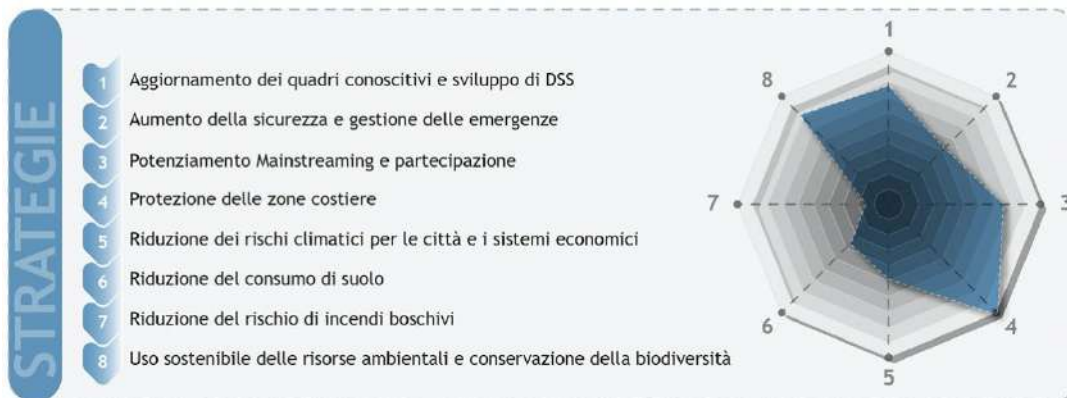 STRATEGIE
1 Aggiornamento dei quadri conoscitivi e sviluppo di DSS
2 Aumento della sicurezza e gestione delle emergenze
3 Potenziamento Mainstreaming e partecipazione
4 Protezione delle zone costiere
5 Riduzione dei rischi climatici per le città e i sistemi economici
6 Riduzione del consumo di suolo
7 Riduzione del rischio di incendi boschivi
8 Uso sostenibile delle risorse ambientali e conservazione della biodiversità
1
2
3
4
5
6
7
8